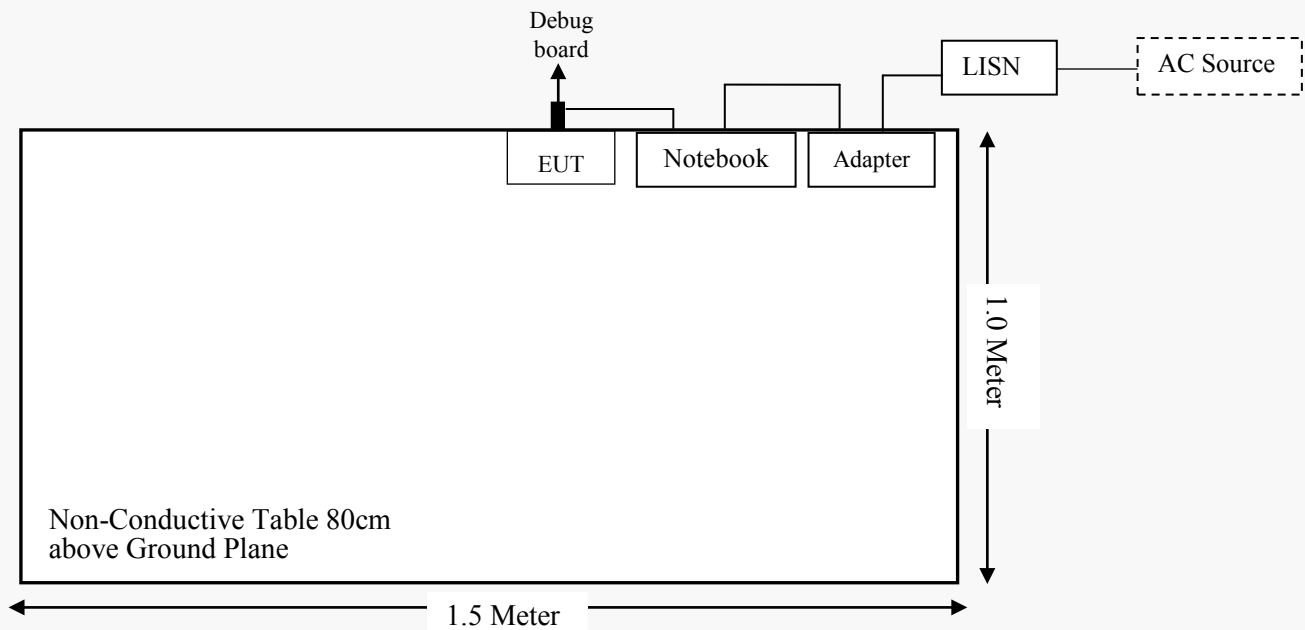 Debug
board
LISN
AC Source
EUT
Notebook
Adapter
1.0 Meter
Non-Conductive Table 80cm
above Ground Plane
1.5 Meter